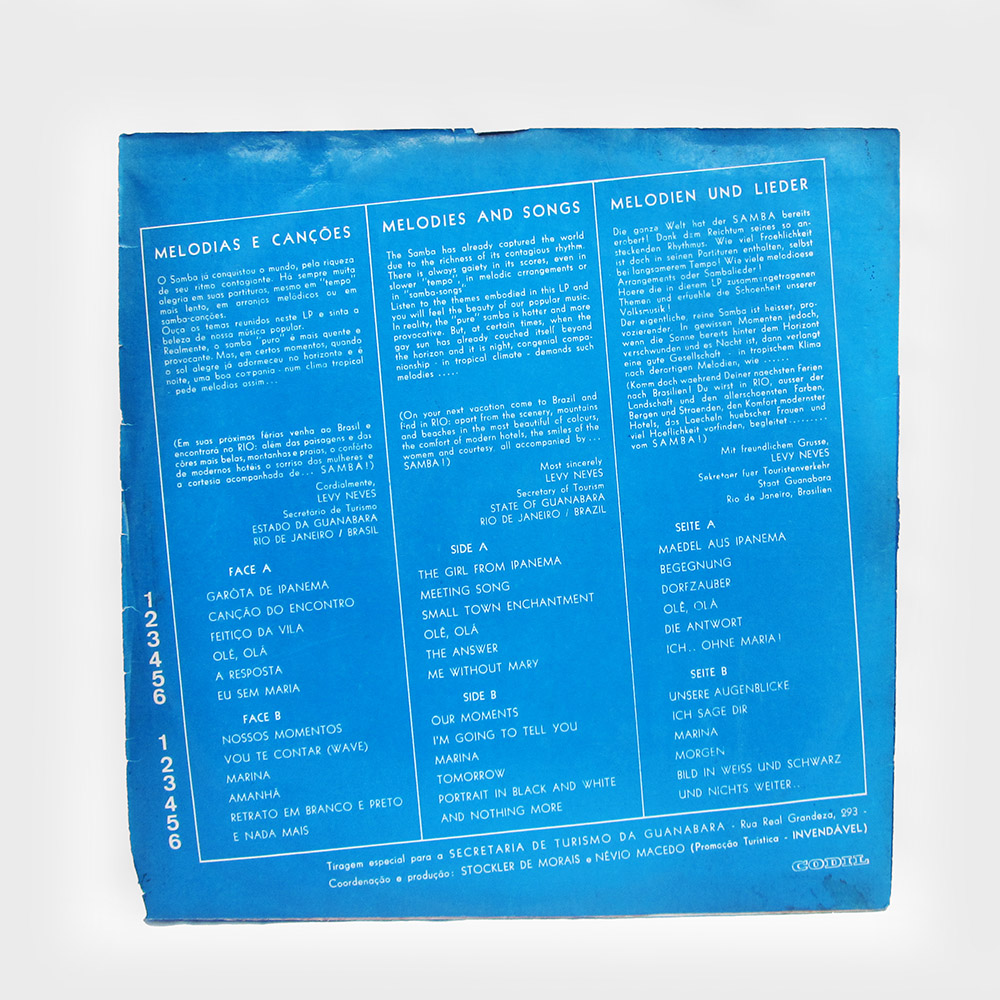 MELODIAS E CANÇÕES
O Samba já conquistou o mundo, pela riqueza
de seu ritmo contagiante. Há sempre muita
alegria em suas partituras, mesmo em "tempo"
mais lento, em arranjos melódicos ou em
samba-canções.
Ouça os temas reunidos neste LP e sinta a
beleza de nossa música popular.
Realmente, o samba "puro" é mais quente e
provocante. Mas, em certos momentos, quando
o sol alegre já adormeceu no horizonte e é
noite, uma boa companhia - num clima tropical
- pede melodias assim...
(Em suas próximas férias venha ao Brasil e
encontrará no RIO: além das paisagens e das
côres mais belas, montanhas e praias, o confôrto
de modernos hotéis o sorriso das mulheres e
a cortesia acompanhada de... SAMBA!)
Cordialmente,
LEVY NEVES
Secretário de Turismo
ESTADO DA GUANABARA
RIO DE JANEIRO / BRASIL
FACE A
GARÔTA DE IPANEMA
CANÇÃO DO ENCONTRO
FEITIÇO DA VILA
OLÊ, OLÁ
A RESPOSTA
EU SEM MARIA
FACE B
NOSSOS MOMENTOS
VOU TE CONTAR (WAVE)
MARINA
AMANHÃ
RETRATO EM BRANCO E PRETO
E NADA MAIS
1
2
3
4
5
6
1
2
3
4
5
6
MELODIES AND SONGS
The Samba has already captured the world
due to the richness of its contagious rhythm.
There is always gaiety in its scores, even in
slower "tempo", in melodic arrangements or
in "samba-songs"
Listen to the themes embodied in this LP and
you will feel the beauty of our popular music.
In reality, the "pure" samba is hotter and more
provocative. But, at certain times, when the
gay sun has already couched itself beyond
the horizon and it is night, congenial compa-
nionship - in tropical climate - demands such
melodies .....
(On your next vacation come to Brazil and
find in RIO: apart from the scenery, mountains
and beaches in the most beautiful of colours,
the comfort of modern hotels, the smiles of the
women and courtesy, all accompanied by...
SAMBA!)
Most sincerely
LEVY NEVES
Secretary of Tourism
STATE OF GUANABARA
RIO DE JANEIRO / BRAZIL
SIDE A
THE GIRL FROM IPANEMA
MEETING SONG
SMALL TOWN ENCHANTMENT
OLÊ, OLÁ
THE ANSWER
ME WITHOUT MARY
SIDE B
OUR MOMENTS
I'M GOING TO TELL YOU
MARINA
TOMORROW
PORTRAIT IN BLACK AND WHITE
AND NOTHING MORE
MELODIEN UND LIEDER
Die ganze Welt hat der SAMBA bereits
erobert! Dank dem Reichtum seines so an-
steckenden Rhythmus. Wie viel Froehlichkeit
ist doch in seinen Partituren enthalten, selbst
bei langsamerem Tempo! Wie viele melodioese
Arrangements oder Sambalieder!
Hoere die in diesem LP zusammengetragenen
Themen und erfuehle die Schoenheit unserer
Volksmusik!
Der eigentliche, reine Samba ist heisser, pro-
vozierender. In gewissen Momenten jedoch,
wenn die Sonne bereits hinter dem Horizont
verschwunden und es Nacht ist, dann verlangt
eine gute Gesellschaft - in tropischem Klima
nach derartigen Melodien, wie ......
(Komm doch waehrend Deiner naechsten Ferien
nach Brasilien! Du wirst in RIO, ausser der
Landschaft und den allerschoensten Farben,
Bergen und Straenden, den Komfort modernster
Hotels, das Laecheln huebscher Frauen und
viel Hoeflichkeit vorfinden, begleitet ........
vom SAMBA!)
Mit freundlichem Grusse,
LEVY NEVES
Sekretaer fuer Touristenverkehr
Staat Guanabara
Rio de Janeiro, Brasilien
SEITE A
MAEDEL AUS IPANEMA
BEGEGNUNG
DORFZAUBER
OLÊ, OLÁ
DIE ANTWORT
ICH.. OHNE MARIA!
SEITE B
UNSERE AUGENBLICKE
ICH SAGE DIR
MARINA
MORGEN
BILD IN WEISS UND SCHWARZ
UND NICHTS WEITER..
Tiragem especial para a SECRETARIA DE TURISMO DA GUANABARA - Rua Real Grandeza, 293 -
Coordenação e produção: STOCKLER DE MORAIS e NÉVIO MACEDO (Promoção Turística - INVENDÁVEL)
CODIL